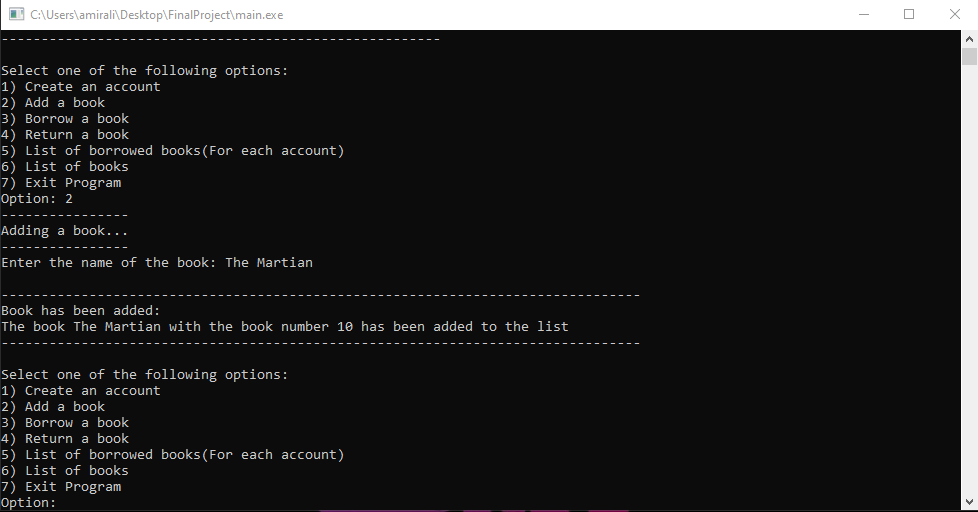 C:\Users\amirali\Desktop\FinalProject\main.exe
-------------------------------------------------------
Select one of the following options:
1) Create an account
2) Add a book
3) Borrow a book
4) Return a book
5) List of borrowed books(For each account)
6) List of books
7) Exit Program
Option: 2
----------------
Adding a book...
----------------
Enter the name of the book: The Martian
--------------------------------------------------------------------------------
Book has been added:
The book The Martian with the book number 10 has been added to the list
--------------------------------------------------------------------------------
Select one of the following options:
1) Create an account
2) Add a book
3) Borrow a book
4) Return a book
5) List of borrowed books(For each account)
6) List of books
7) Exit Program
Option: